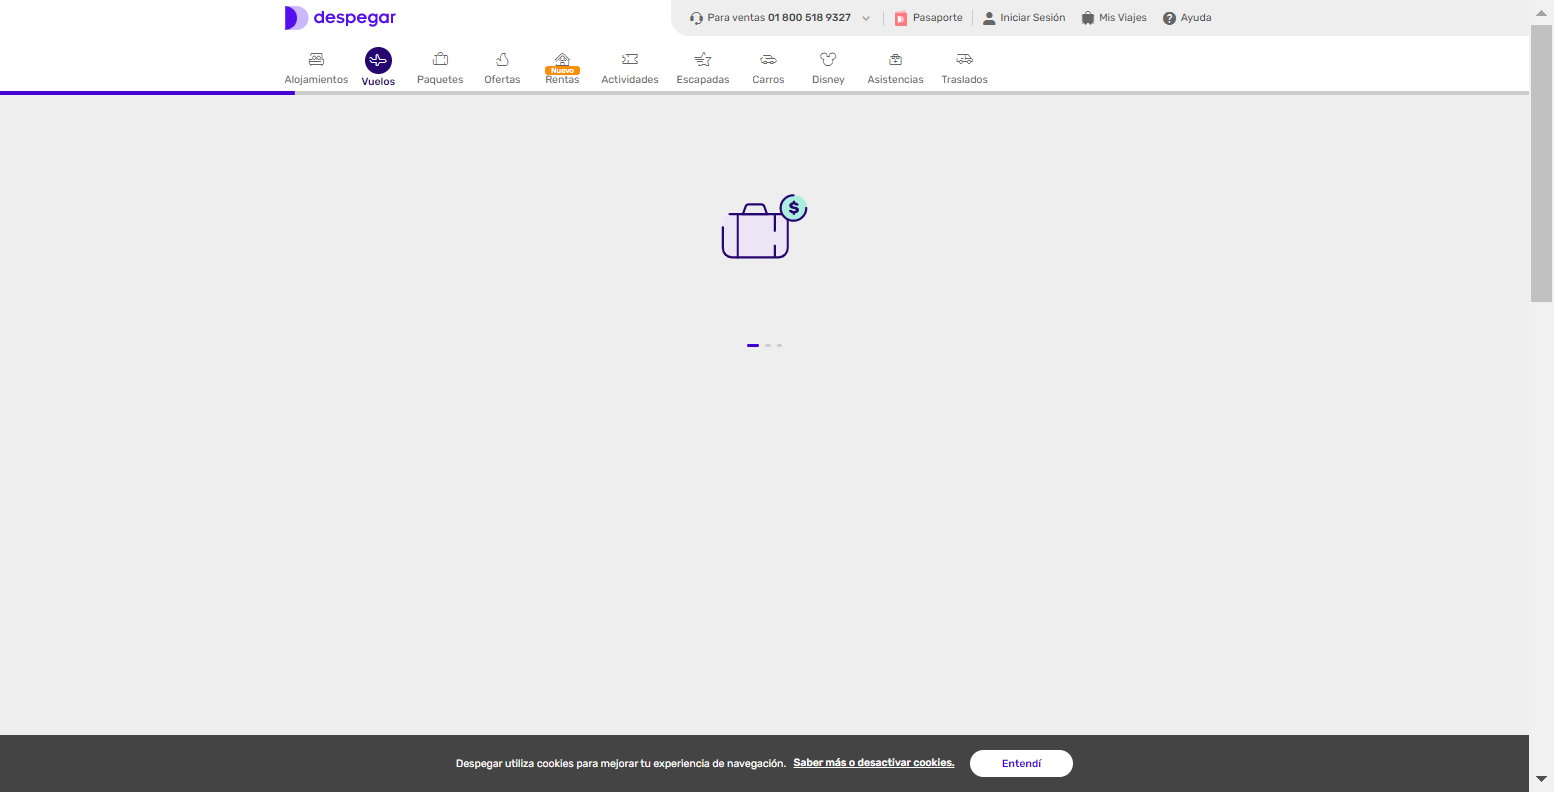 despegar
Para ventas 01 800 518 9327
Pasaporte
Iniciar Sesión
Mis Viajes
Ayuda
Alojamientos
Vuelos
Paquetes
Ofertas
Nuevo
Rentas
Actividades
Escapadas
Carros
Disney
Asistencias
Traslados
$
Despegar utiliza cookies para mejorar tu experiencia de navegación. Saber más o desactivar cookies.
Entendí